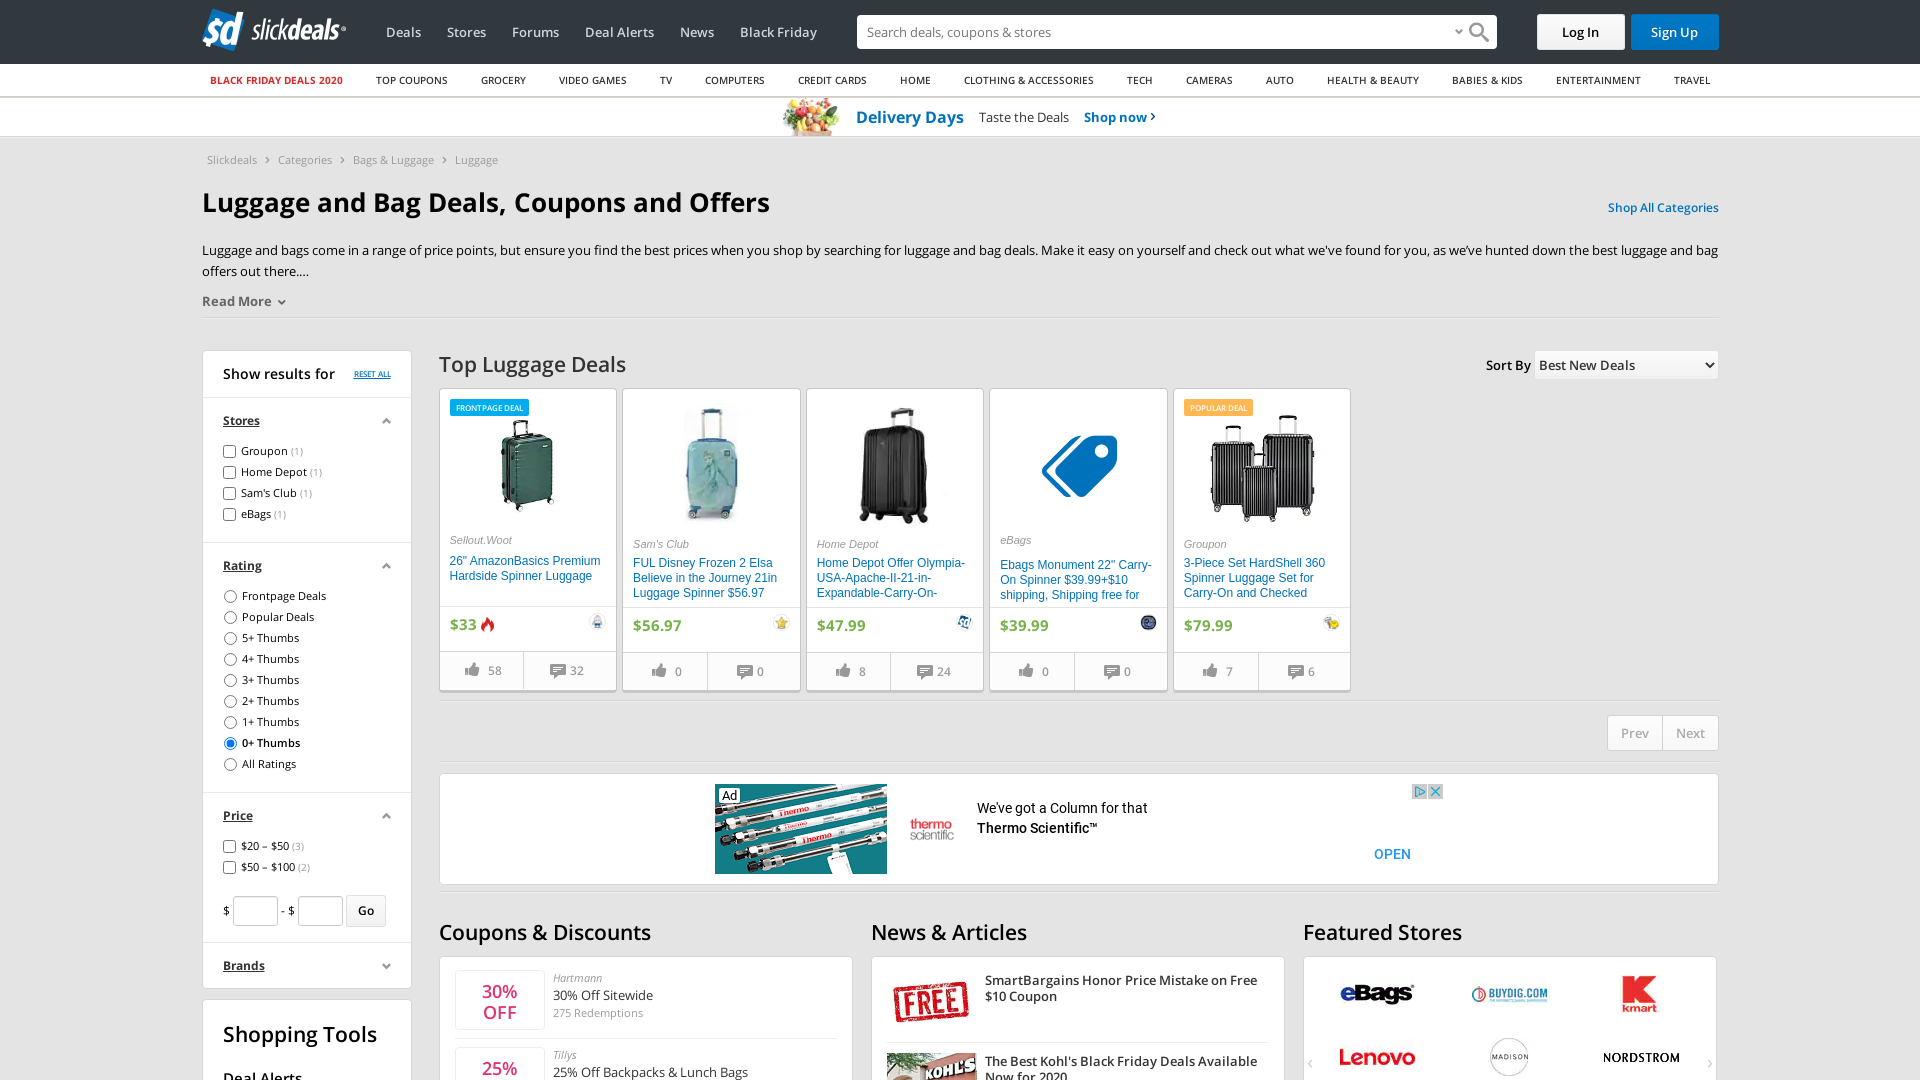 slickdeals
Deals
Stores
Forums
Deal Alerts
News
Black Friday
Search deals, coupons & stores
Log In
Sign Up
BLACK FRIDAY DEALS 2020
TOP COUPONS
GROCERY
VIDEO GAMES
TV
COMPUTERS
CREDIT CARDS
HOME
CLOTHING & ACCESSORIES
TECH
CAMERAS
AUTO
HEALTH & BEAUTY
BABIES & KIDS
ENTERTAINMENT
TRAVEL
Delivery Days Taste the Deals Shop now
Slickdeals > Categories > Bags & Luggage > Luggage
Luggage and Bag Deals, Coupons and Offers
Shop All Categories
Luggage and bags come in a range of price points, but ensure you find the best prices when you shop by searching for luggage and bag deals. Make it easy on yourself and check out what we've found for you, as we’ve hunted down the best luggage and bag
offers out there....
Read More
Show results for
RESET ALL
Stores
Groupon (1)
Home Depot (1)
Sam's Club (1)
eBags (1)
Rating
Frontpage Deals
Popular Deals
5+ Thumbs
4+ Thumbs
3+ Thumbs
2+ Thumbs
1+ Thumbs
0+ Thumbs
All Ratings
Price
$20 – $50 (3)
$50 – $100 (2)
$ - $ Go
Brands
Shopping Tools
Deal Alerts
Top Luggage Deals
Sort By Best New Deals
FRONTPAGE DEAL
Sellout.Woot
26" AmazonBasics Premium
Hardside Spinner Luggage
$33
58
32
Sam's Club
FUL Disney Frozen 2 Elsa
Believe in the Journey 21in
Luggage Spinner $56.97
$56.97
0
0
Home Depot
Home Depot Offer Olympia-
USA-Apache-II-21-in-
Expandable-Carry-On-
$47.99
8
24
eBags
Ebags Monument 22" Carry-
On Spinner $39.99+$10
shipping, Shipping free for
$39.99
0
0
POPULAR DEAL
Groupon
3-Piece Set HardShell 360
Spinner Luggage Set for
Carry-On and Checked
$79.99
7
6
Prev
Next
Ad
Thermo
Thermo
Thermo
thermo
scientific
We've got a Column for that
Thermo Scientific™
OPEN
Coupons & Discounts
30%
OFF
Hartmann
30% Off Sitewide
275 Redemptions
25%
Tillys
25% Off Backpacks & Lunch Bags
News & Articles
FREE
SmartBargains Honor Price Mistake on Free
$10 Coupon
KOHL'S
The Best Kohl's Black Friday Deals Available
Now for 2020
Featured Stores
eBags
BUYDIG.COM
kmart
Lenovo
MADISON
NORDSTROM